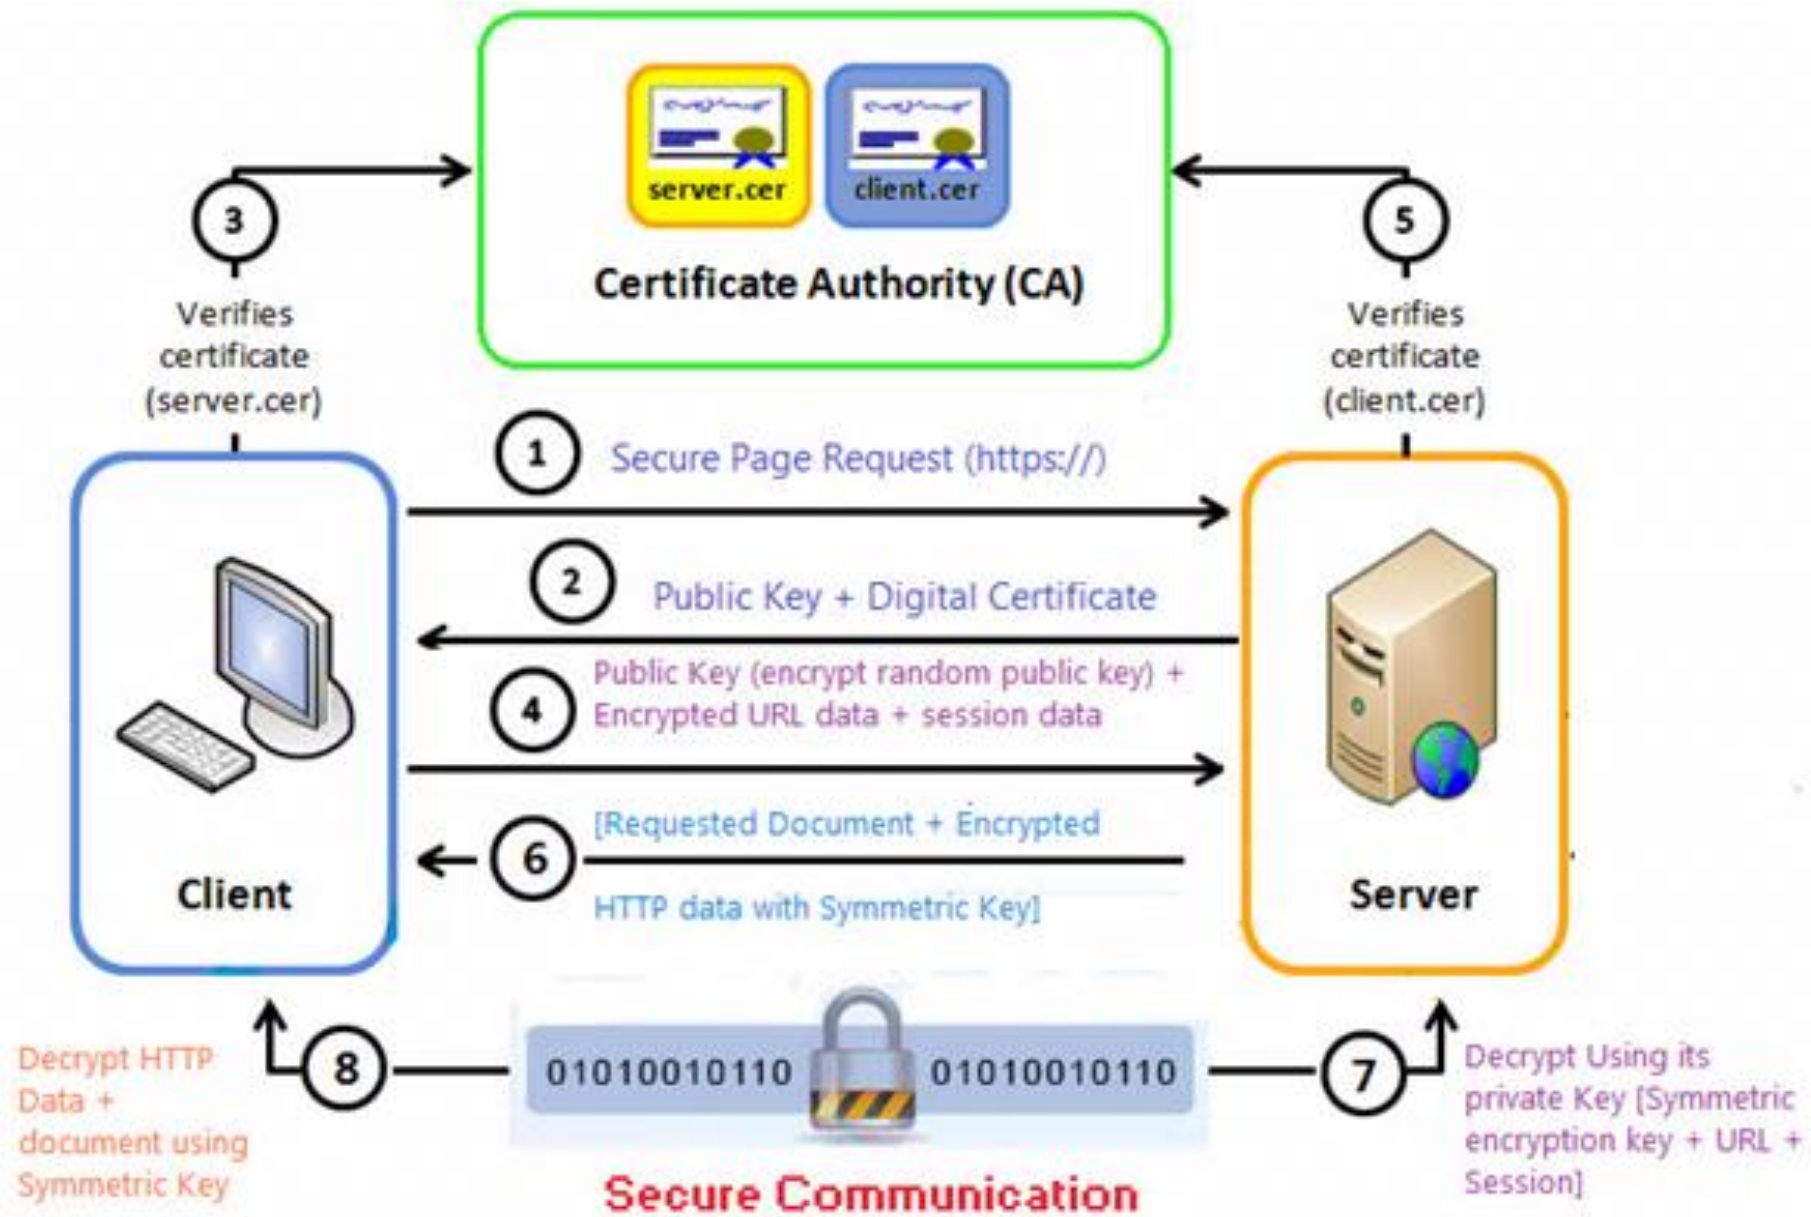 server.cer
client.cer
Certificate Authority (CA)
3
Verifies
certificate
(server.cer)
5
Verifies
certificate
(client.cer)
1
Secure Page Request (https://)
2
Public Key + Digital Certificate
4
Public Key (encrypt random public key) +
Encrypted URL data + session data
6
[Requested Document + Encrypted
HTTP data with Symmetric Key]
Client
Server
8
Decrypt HTTP
Data +
document using
Symmetric Key
01010010110
01010010110
7
Decrypt Using its
private Key [Symmetric
encryption key + URL +
Session]
Secure Communication